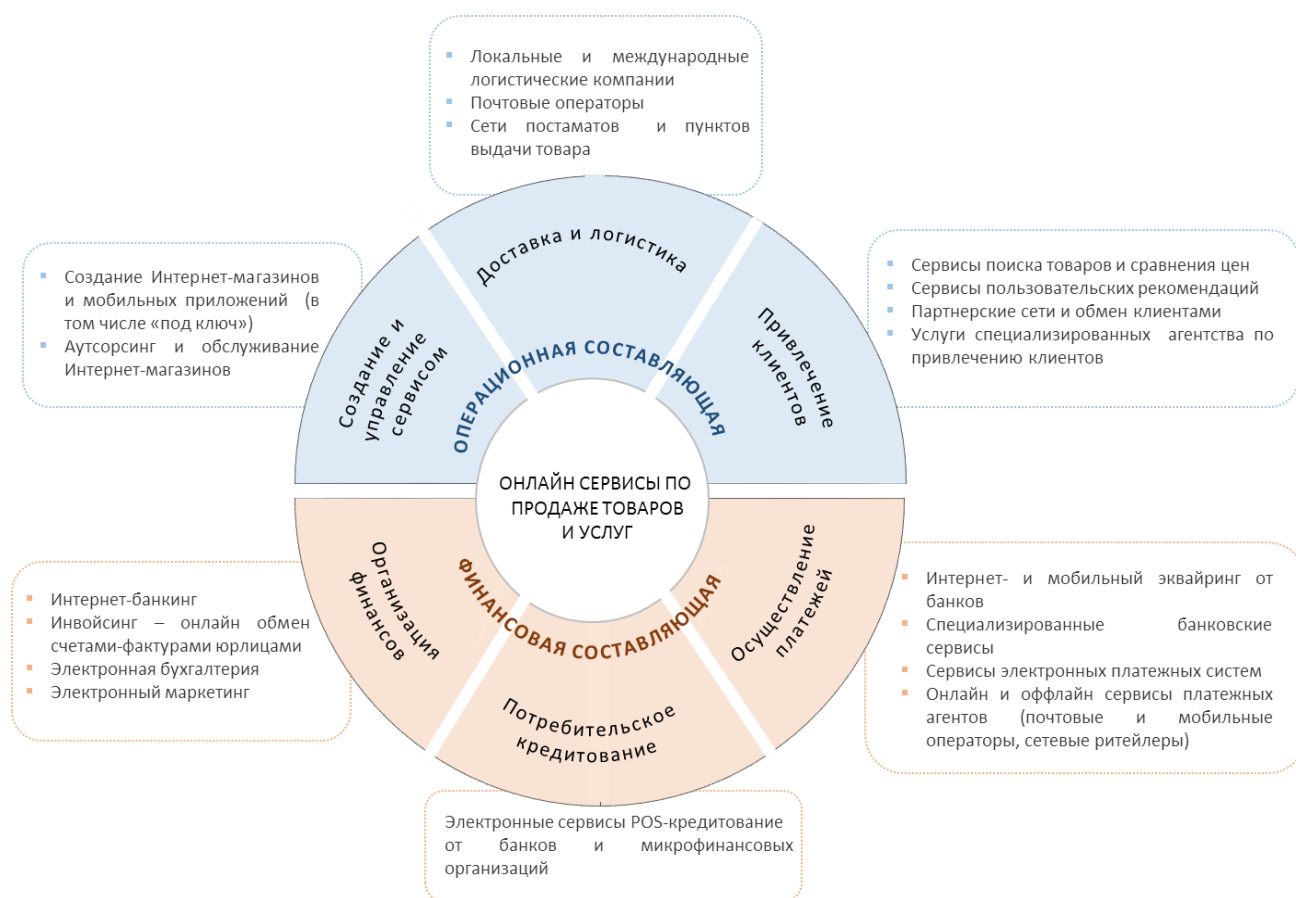 Локальные и международные
логистические компании
Почтовые операторы
Сети постаматов и пунктов
выдачи товара
Создание Интернет-магазинов
и мобильных приложений (в
том числе «под ключ»)
Аутсорсинг и обслуживание
Интернет-магазинов
Сервисы поиска товаров и сравнения цен
Сервисы пользовательских рекомендаций
Партнерские сети и обмен клиентами
Услуги специализированных агентства по
привлечению клиентов
Создание и
управление
сервисом
Доставка и логистика
Привлечение
клиентов
ОПЕРАЦИОННАЯ СОСТАВЛЯЮЩАЯ
ОНЛАЙН СЕРВИСЫ ПО
ПРОДАЖЕ ТОВАРОВ
И УСЛУГ
ФИНАНСОВАЯ СОСТАВЛЯЮЩАЯ
Организация
финансов
Потребительское
кредитование
Осуществление
платежей
Интернет-банкинг
Инвойсинг – онлайн обмен
счетами-фактурами юрлицами
Электронная бухгалтерия
Электронный маркетинг
Интернет- и мобильный эквайринг от
банков
Специализированные банковские
сервисы
Сервисы электронных платежных систем
Онлайн и оффлайн сервисы платежных
агентов (почтовые и мобильные
операторы, сетевые ритейлеры)
Электронные сервисы POS-кредитование
от банков и микрофинансовых
организаций